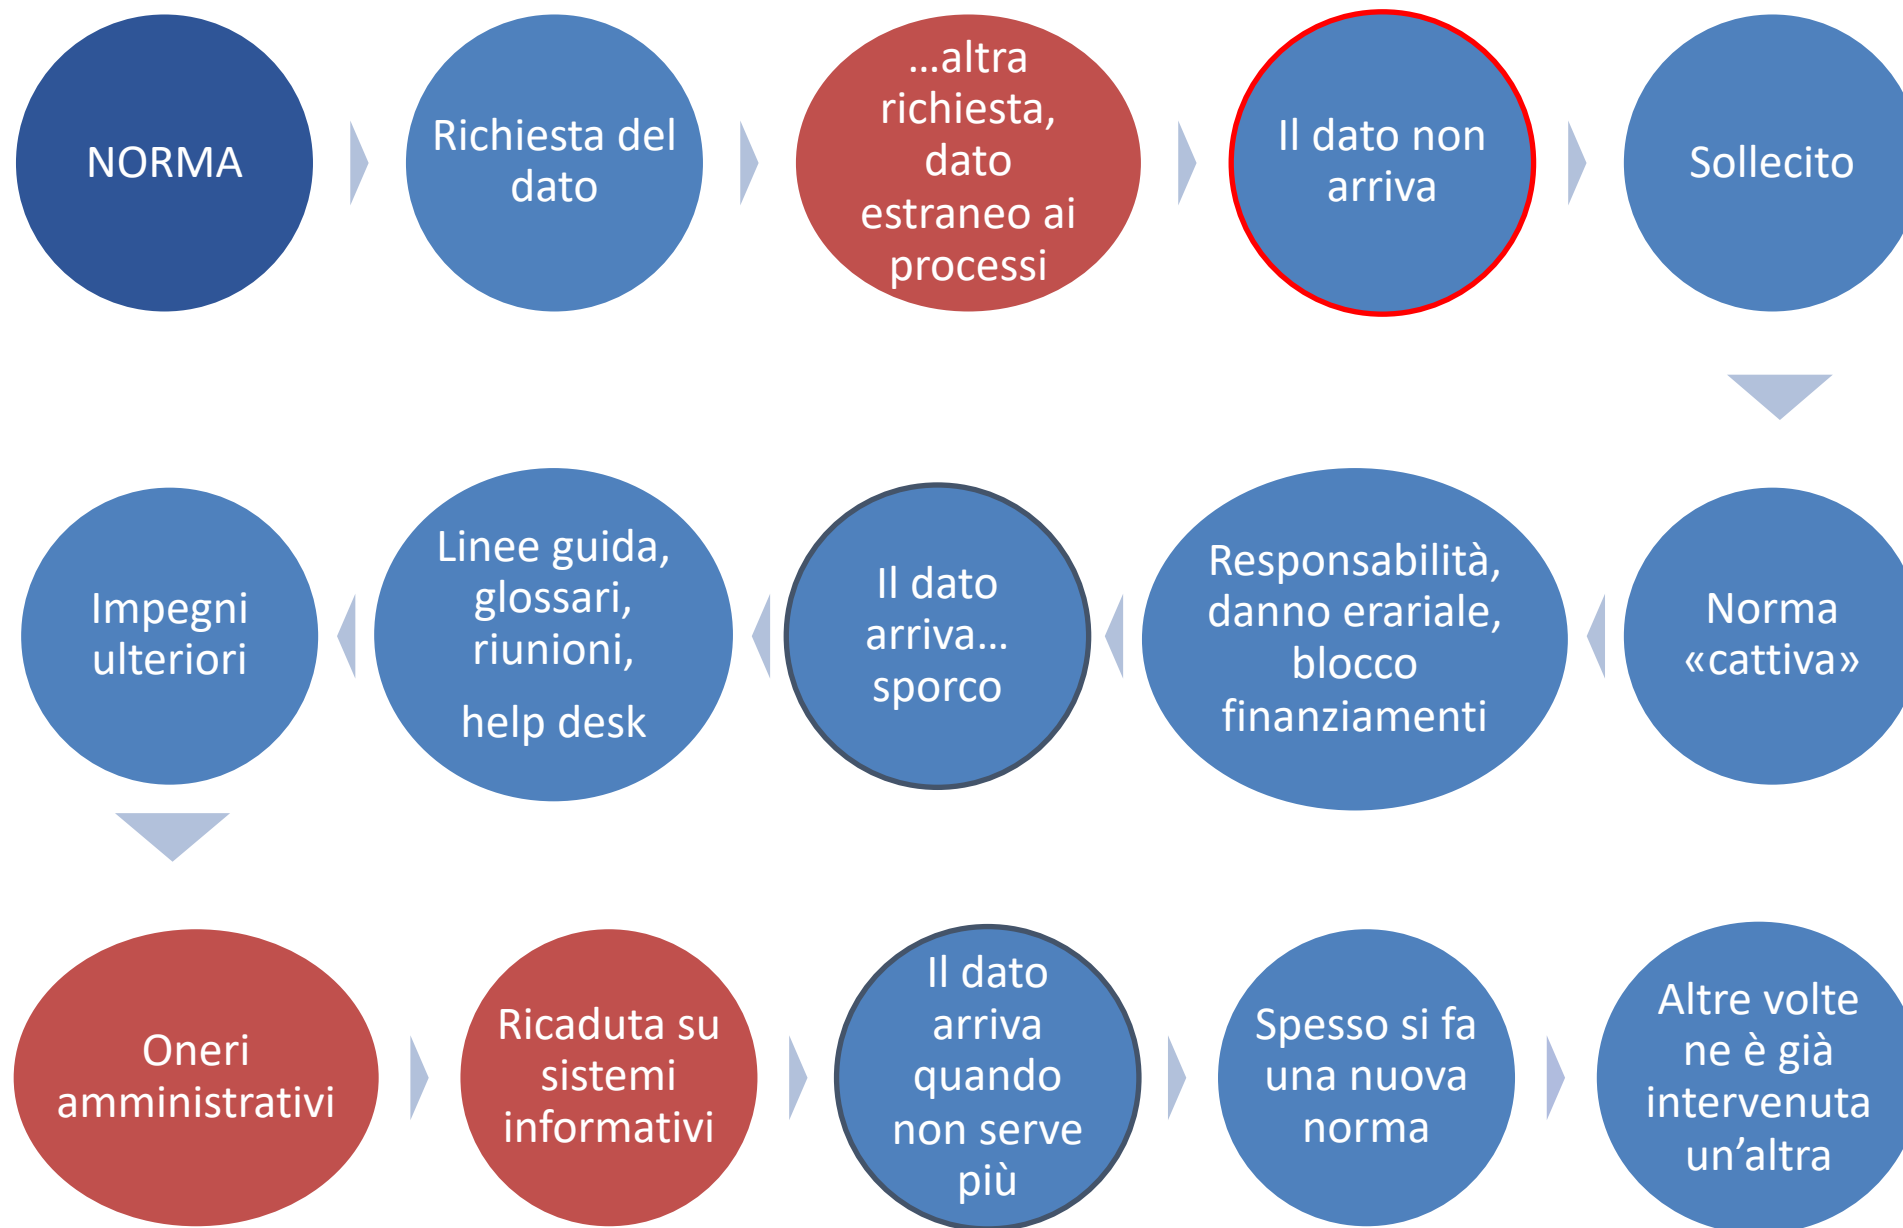 NORMA
Richiesta del
dato
...altra
richiesta,
dato
estraneo ai
processi
Il dato non
arriva
Sollecito
Norma
«cattiva»
Responsabilità,
danno erariale,
blocco
finanziamenti
Il dato
arriva...
sporco
Linee guida,
glossari,
riunioni,
help desk
Impegni
ulteriori
Oneri
amministrativi
Ricaduta su
sistemi
informativi
Il dato
arriva
quando
non serve
più
Spesso si fa
una nuova
norma
Altre volte
ne è già
intervenuta
un’altra